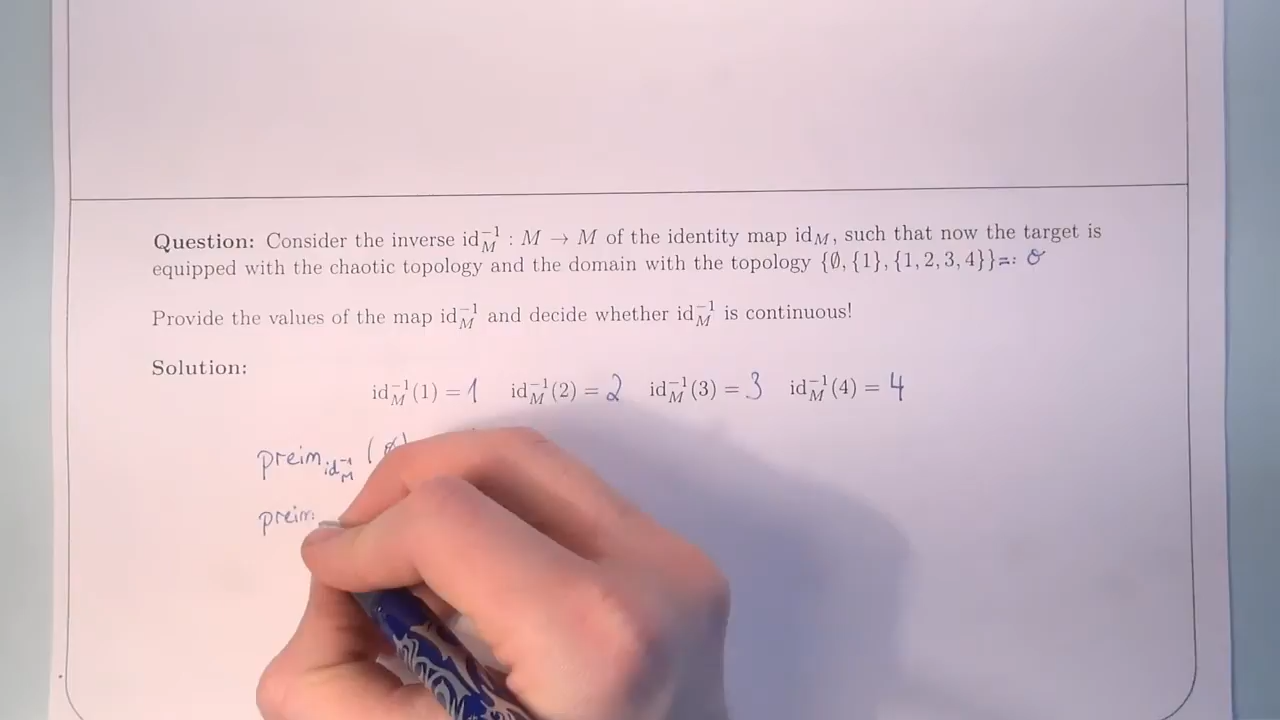 Question: Consider the inverse id_M^{-1} : M → M of the identity map id_M, such that now the target is
equipped with the chaotic topology and the domain with the topology {∅, {1}, {1, 2, 3, 4}} =: 𝒪
Provide the values of the map id_M^{-1} and decide whether id_M^{-1} is continuous!
Solution:
id_M^{-1}(1) = 1 id_M^{-1}(2) = 2 id_M^{-1}(3) = 3 id_M^{-1}(4) = 4
preim_{id_M^{-1}} (∅)
preim